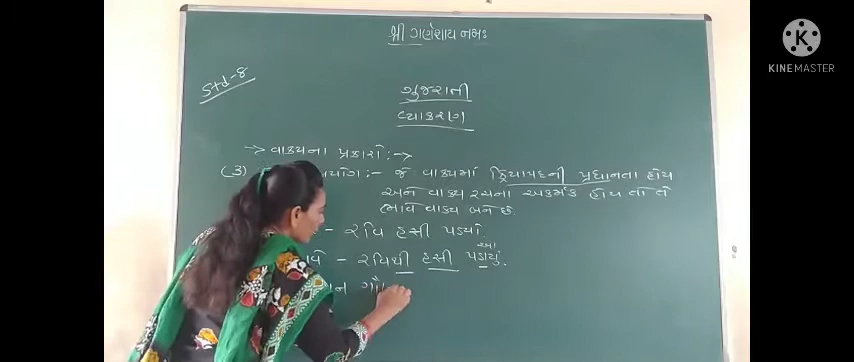 શ્રી ગણેશાય નમઃ
Std-8
ગુજરાતી
વ્યાકરણ
→ વાક્યના પ્રકારો :→
(3) :- જે વાક્યમાં ક્રિયાપદની પ્રધાનતા હોય
અને વાક્ય રચના અકર્મક હોય તો તે
ભાવે વાક્ય બને છે.
- રવિ હસી પડ્યો.
આ
- રવિથી હસી પડાયું.
KINEMASTER